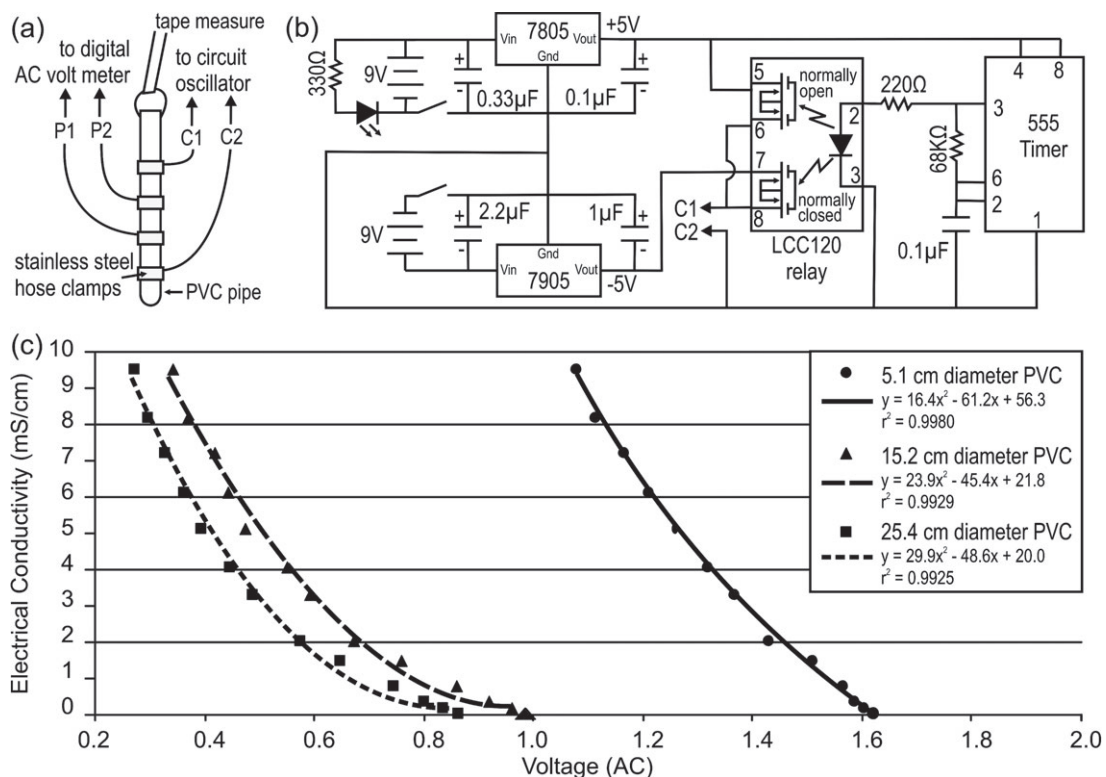 (a)
tape measure
to digital
AC volt meter
to circuit
oscillator
P1
P2
C1
C2
stainless steel
hose clamps
PVC pipe
(b)
7805
+5V
Vin
Vout
Gnd
330Ω
9V
+
-
0.33µF
+
-
0.1µF
9V
+
-
2.2µF
+
-
1µF
Gnd
Vin
Vout
7905
-5V
5
normally
open
6
2
7
3
normally
closed
8
C1
C2
LCC120
relay
220Ω
68KΩ
0.1µF
4
8
3
555
Timer
6
2
1
(c)
Electrical Conductivity (mS/cm)
10
9
8
7
6
5
4
3
2
1
0
0.2
0.4
0.6
0.8
1.0
1.2
1.4
1.6
1.8
2.0
Voltage (AC)
5.1 cm diameter PVC
y = 16.4x² - 61.2x + 56.3
r² = 0.9980
15.2 cm diameter PVC
y = 23.9x² - 45.4x + 21.8
r² = 0.9929
25.4 cm diameter PVC
y = 29.9x² - 48.6x + 20.0
r² = 0.9925